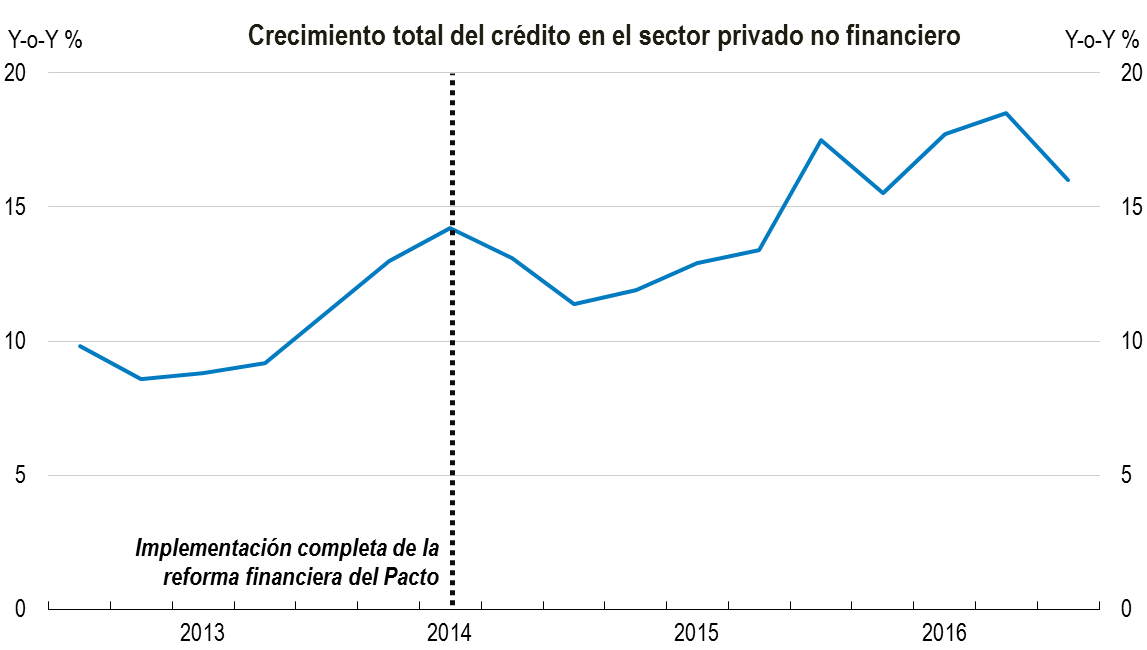 Crecimiento total del crédito en el sector privado no financiero
Y-o-Y %
Y-o-Y %
20
20
15
15
10
10
5
5
Implementación completa de la
reforma financiera del Pacto
0
0
2013
2014
2015
2016